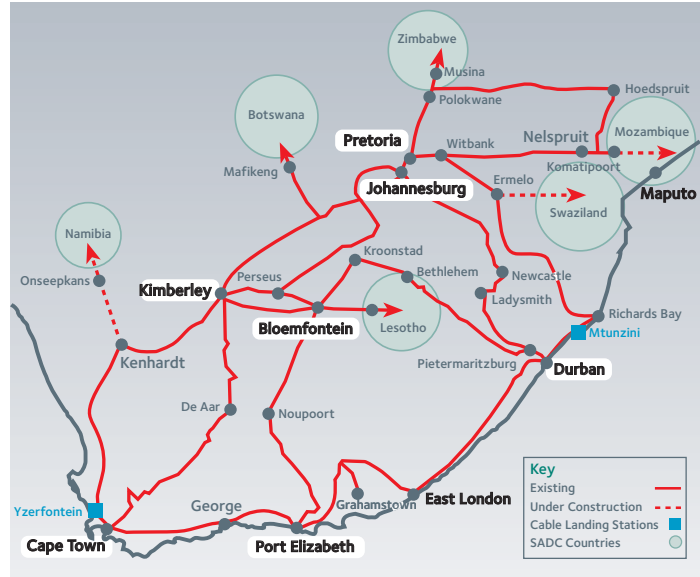 Zimbabwe
Musina
Hoedspruit
Polokwane
Botswana
Mozambique
Pretoria
Witbank
Nelspruit
Mafikeng
Komatipoort
Johannesburg
Ermelo
Maputo
Swaziland
Namibia
Kroonstad
Onseepkans
Perseus
Bethlehem
Newcastle
Kimberley
Ladysmith
Bloemfontein
Lesotho
Richards Bay
Mtunzini
Kenhardt
Pietermaritzburg
Durban
De Aar
Noupoort
Key
Existing
East London
Grahamstown
Under Construction
Yzerfontein
George
Cable Landing Stations
Cape Town
Port Elizabeth
SADC Countries